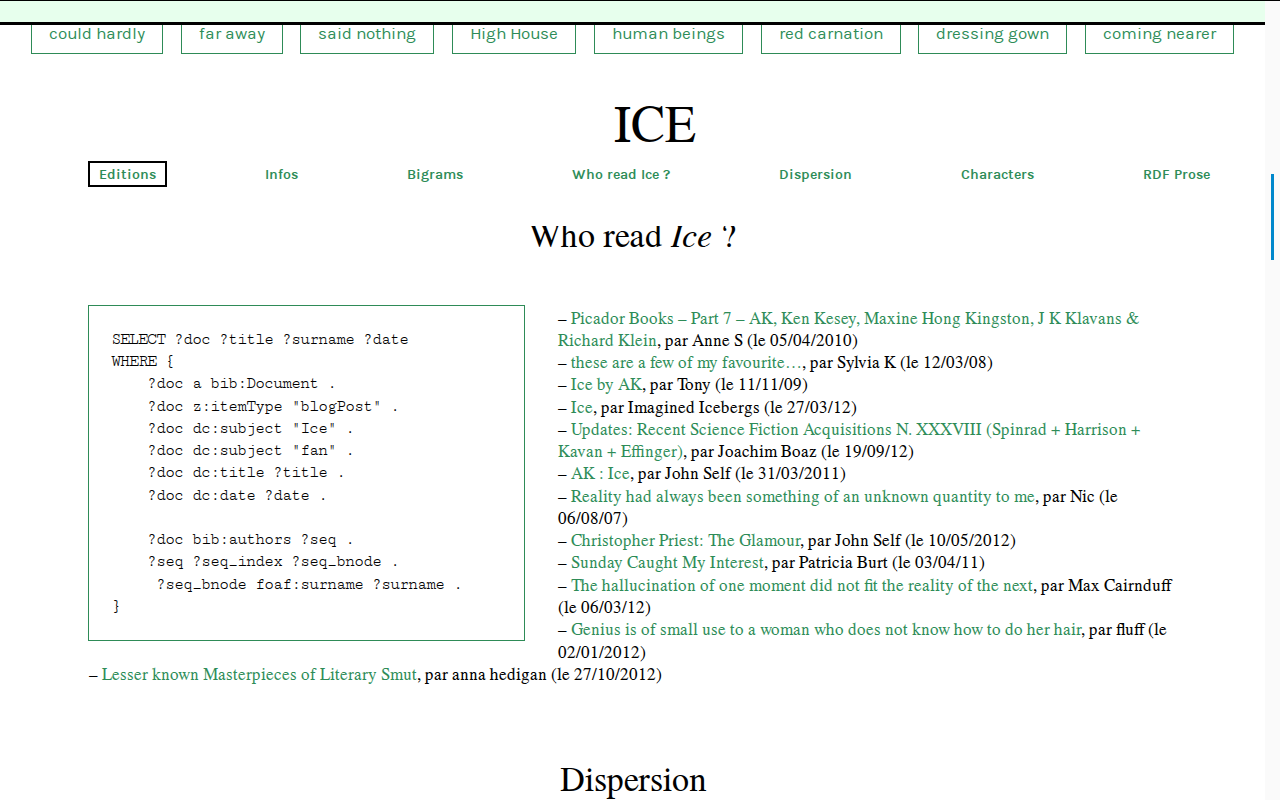 could hardly far away said nothing High House human beings red carnation dressing gown coming nearer
ICE
Editions Infos Bigrams Who read Ice ? Dispersion Characters RDF Prose
Who read Ice ?
SELECT ?doc ?title ?surname ?date
WHERE {
?doc a bib:Document .
?doc z:itemType "blogPost" .
?doc dc:subject "Ice" .
?doc dc:subject "fan" .
?doc dc:title ?title .
?doc dc:date ?date .
?doc bib:authors ?seq .
?seq ?seq_index ?seq_bnode .
?seq_bnode foaf:surname ?surname .
}
– Picador Books – Part 7 – AK, Ken Kesey, Maxine Hong Kingston, J K Klavans &
Richard Klein, par Anne S (le 05/04/2010)
– these are a few of my favourite…, par Sylvia K (le 12/03/08)
– Ice by AK, par Tony (le 11/11/09)
– Ice, par Imagined Icebergs (le 27/03/12)
– Updates: Recent Science Fiction Acquisitions N. XXXVIII (Spinrad + Harrison +
Kavan + Effinger), par Joachim Boaz (le 19/09/12)
– AK : Ice, par John Self (le 31/03/2011)
– Reality had always been something of an unknown quantity to me, par Nic (le
06/08/07)
– Christopher Priest: The Glamour, par John Self (le 10/05/2012)
– Sunday Caught My Interest, par Patricia Burt (le 03/04/11)
– The hallucination of one moment did not fit the reality of the next, par Max Cairnduff
(le 06/03/12)
– Genius is of small use to a woman who does not know how to do her hair, par fluff (le
02/01/2012)
– Lesser known Masterpieces of Literary Smut, par anna hedigan (le 27/10/2012)
Dispersion